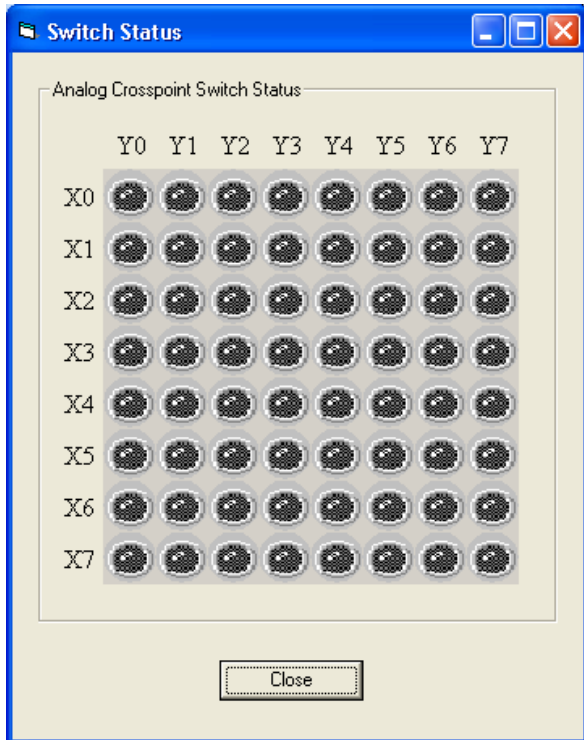 Switch Status
Analog Crosspoint Switch Status
Y0 Y1 Y2 Y3 Y4 Y5 Y6 Y7
X0
X1
X2
X3
X4
X5
X6
X7
Close